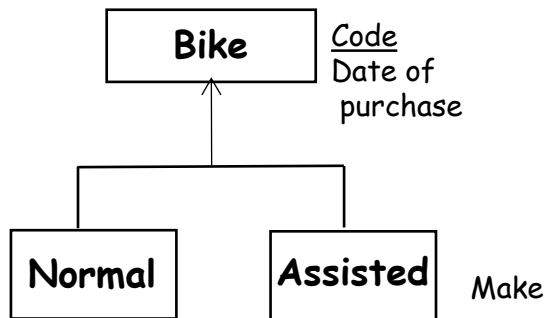 Bike
Code
Date of
purchase
Normal
Assisted
Make